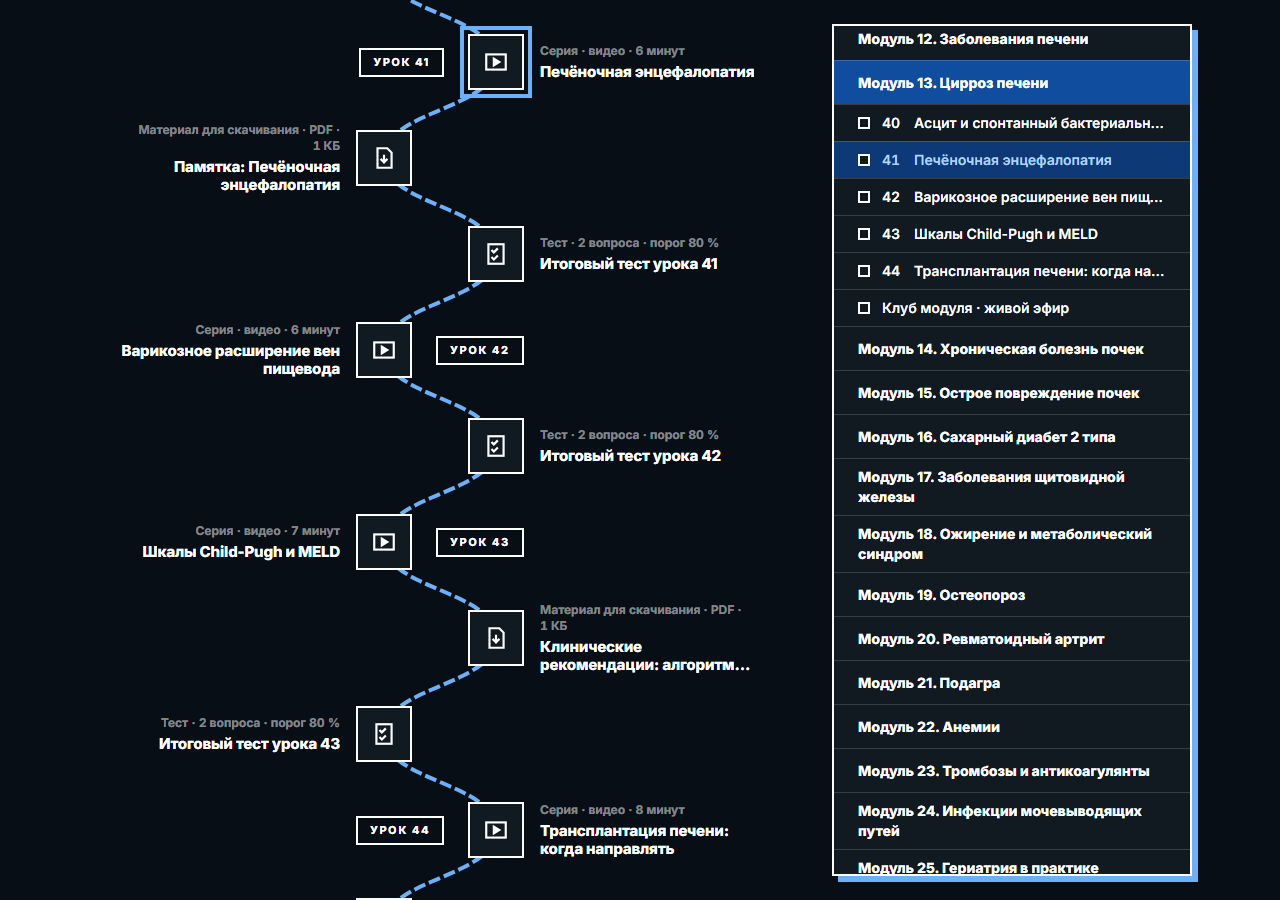 УРОК 41
Серия · видео · 6 минут
Печёночная энцефалопатия
Материал для скачивания · PDF ·
1 КБ
Памятка: Печёночная
энцефалопатия
Тест · 2 вопроса · порог 80 %
Итоговый тест урока 41
Серия · видео · 6 минут
Варикозное расширение вен
пищевода
УРОК 42
Тест · 2 вопроса · порог 80 %
Итоговый тест урока 42
Серия · видео · 7 минут
Шкалы Child-Pugh и MELD
УРОК 43
Материал для скачивания · PDF ·
1 КБ
Клинические
рекомендации: алгоритм…
Тест · 2 вопроса · порог 80 %
Итоговый тест урока 43
УРОК 44
Серия · видео · 8 минут
Трансплантация печени:
когда направлять
Модуль 12. Заболевания печени
Модуль 13. Цирроз печени
40 Асцит и спонтанный бактериальн…
41 Печёночная энцефалопатия
42 Варикозное расширение вен пищ…
43 Шкалы Child-Pugh и MELD
44 Трансплантация печени: когда на…
Клуб модуля · живой эфир
Модуль 14. Хроническая болезнь почек
Модуль 15. Острое повреждение почек
Модуль 16. Сахарный диабет 2 типа
Модуль 17. Заболевания щитовидной
железы
Модуль 18. Ожирение и метаболический
синдром
Модуль 19. Остеопороз
Модуль 20. Ревматоидный артрит
Модуль 21. Подагра
Модуль 22. Анемии
Модуль 23. Тромбозы и антикоагулянты
Модуль 24. Инфекции мочевыводящих
путей
Модуль 25. Гериатрия в практике